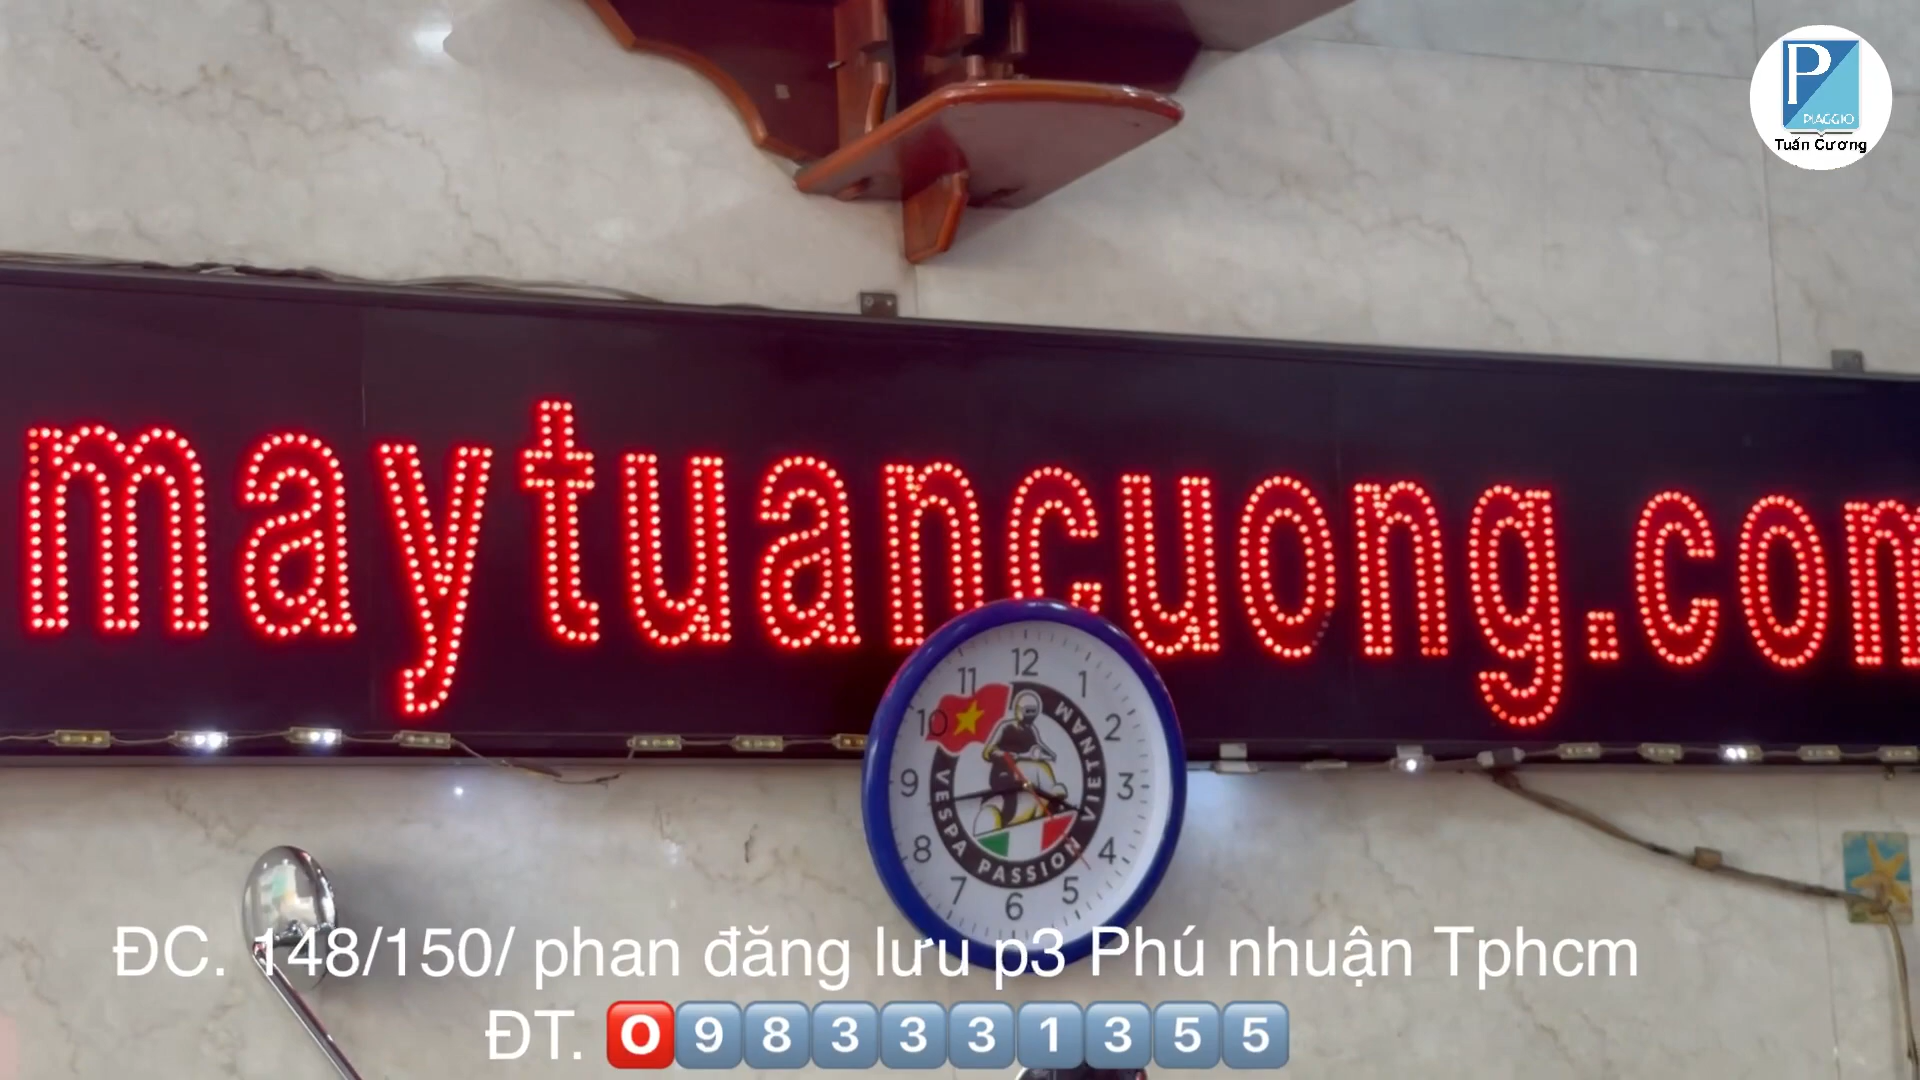 P
PIAGGIO
Tuấn Cương
maytuancuong.com
12
11 1
10 2
9 3
8 4
7 5
6
VESPA PASSION VIETNAM
ĐC. 148/150/ phan đăng lưu p3 Phú nhuận Tphcm
ĐT. 0983331355